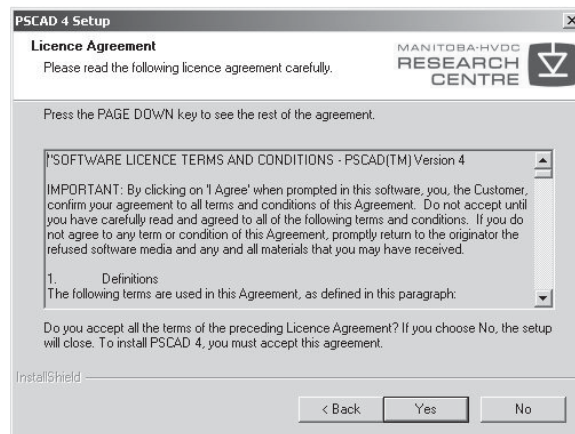 PSCAD 4 Setup
Licence Agreement
Please read the following licence agreement carefully.
MANITOBA-HVDC
RESEARCH
CENTRE
Press the PAGE DOWN key to see the rest of the agreement.
"SOFTWARE LICENCE TERMS AND CONDITIONS - PSCAD(TM) Version 4
IMPORTANT: By clicking on 'I Agree' when prompted in this software, you, the Customer,
confirm your agreement to all terms and conditions of this Agreement. Do not accept until
you have carefully read and agreed to all of the following terms and conditions. If you do
not agree to any term or condition of this Agreement, promptly return to the originator the
refused software media and any and all materials that you may have received.
1. Definitions
The following terms are used in this Agreement, as defined in this paragraph:
Do you accept all the terms of the preceding Licence Agreement? If you choose No, the setup
will close. To install PSCAD 4, you must accept this agreement.
InstallShield
< Back
Yes
No